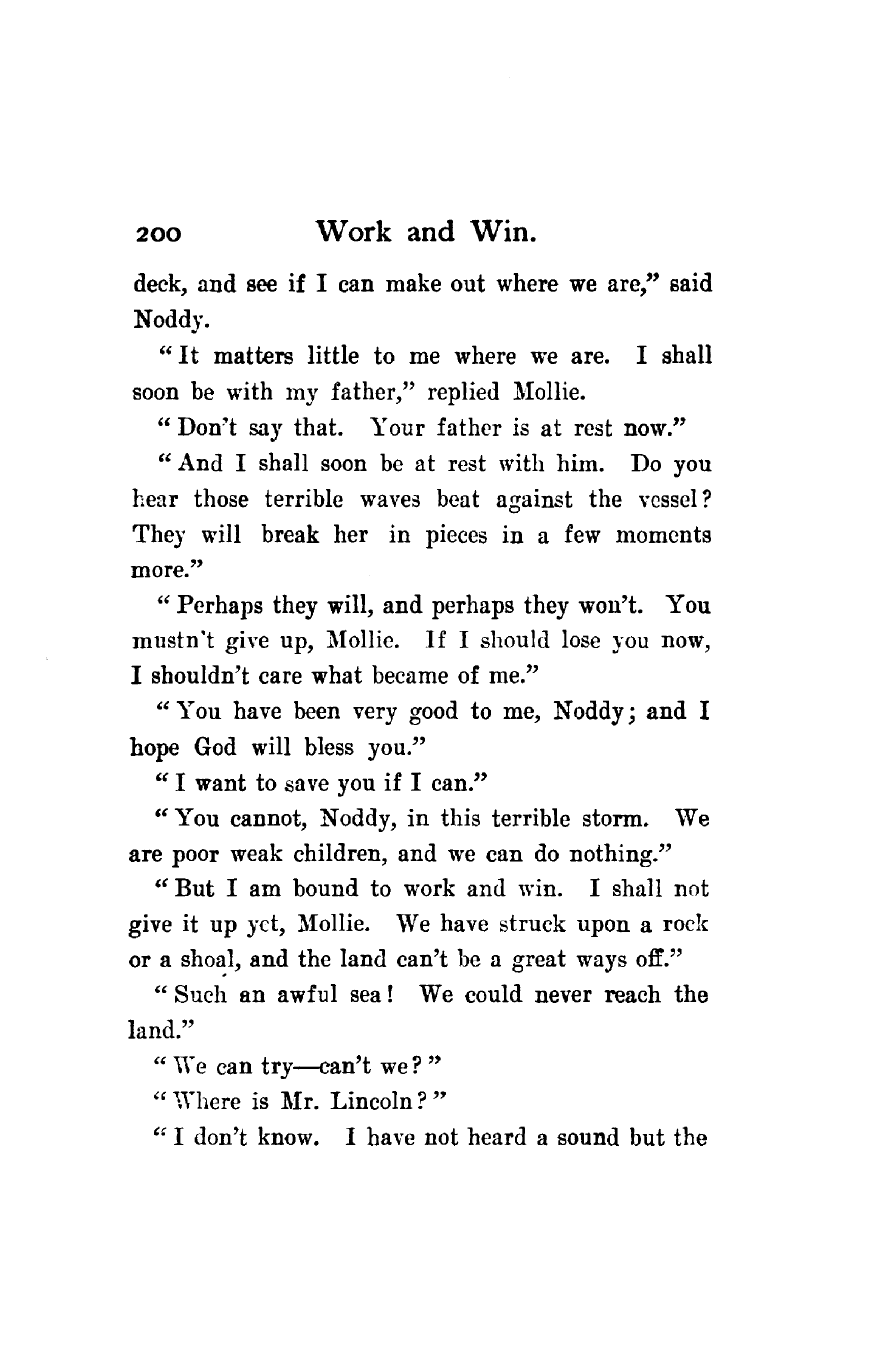 200 Work and Win.
deck, and see if I can make out where we are,” said
Noddy.
“ It matters little to me where we are. I shall
soon be with my father,” replied Mollie.
“ Don’t say that. Your father is at rest now.”
“ And I shall soon be at rest with him. Do you
hear those terrible waves beat against the vessel?
They will break her in pieces in a few moments
more.”
“ Perhaps they will, and perhaps they won’t. You
mustn’t give up, Mollie. If I should lose you now,
I shouldn’t care what became of me.”
“ You have been very good to me, Noddy; and I
hope God will bless you.”
“ I want to save you if I can.”
“ You cannot, Noddy, in this terrible storm. We
are poor weak children, and we can do nothing.”
“ But I am bound to work and win. I shall not
give it up yet, Mollie. We have struck upon a rock
or a shoal, and the land can’t be a great ways off.”
“ Such an awful sea! We could never reach the
land.”
“ We can try—can’t we? ”
“ Where is Mr. Lincoln? ”
“ I don’t know. I have not heard a sound but the